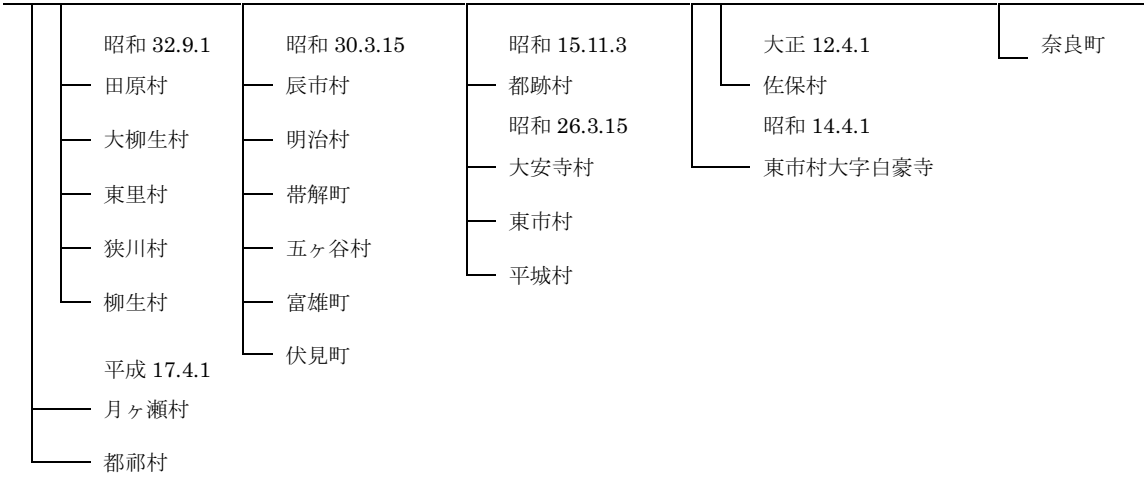 昭和 32.9.1
田原村
大柳生村
東里村
狭川村
柳生村
平成 17.4.1
月ヶ瀬村
都祁村
昭和 30.3.15
辰市村
明治村
帯解町
五ヶ谷村
富雄町
伏見町
昭和 15.11.3
都跡村
昭和 26.3.15
大安寺村
東市村
平城村
大正 12.4.1
佐保村
昭和 14.4.1
東市村大字白豪寺
奈良町